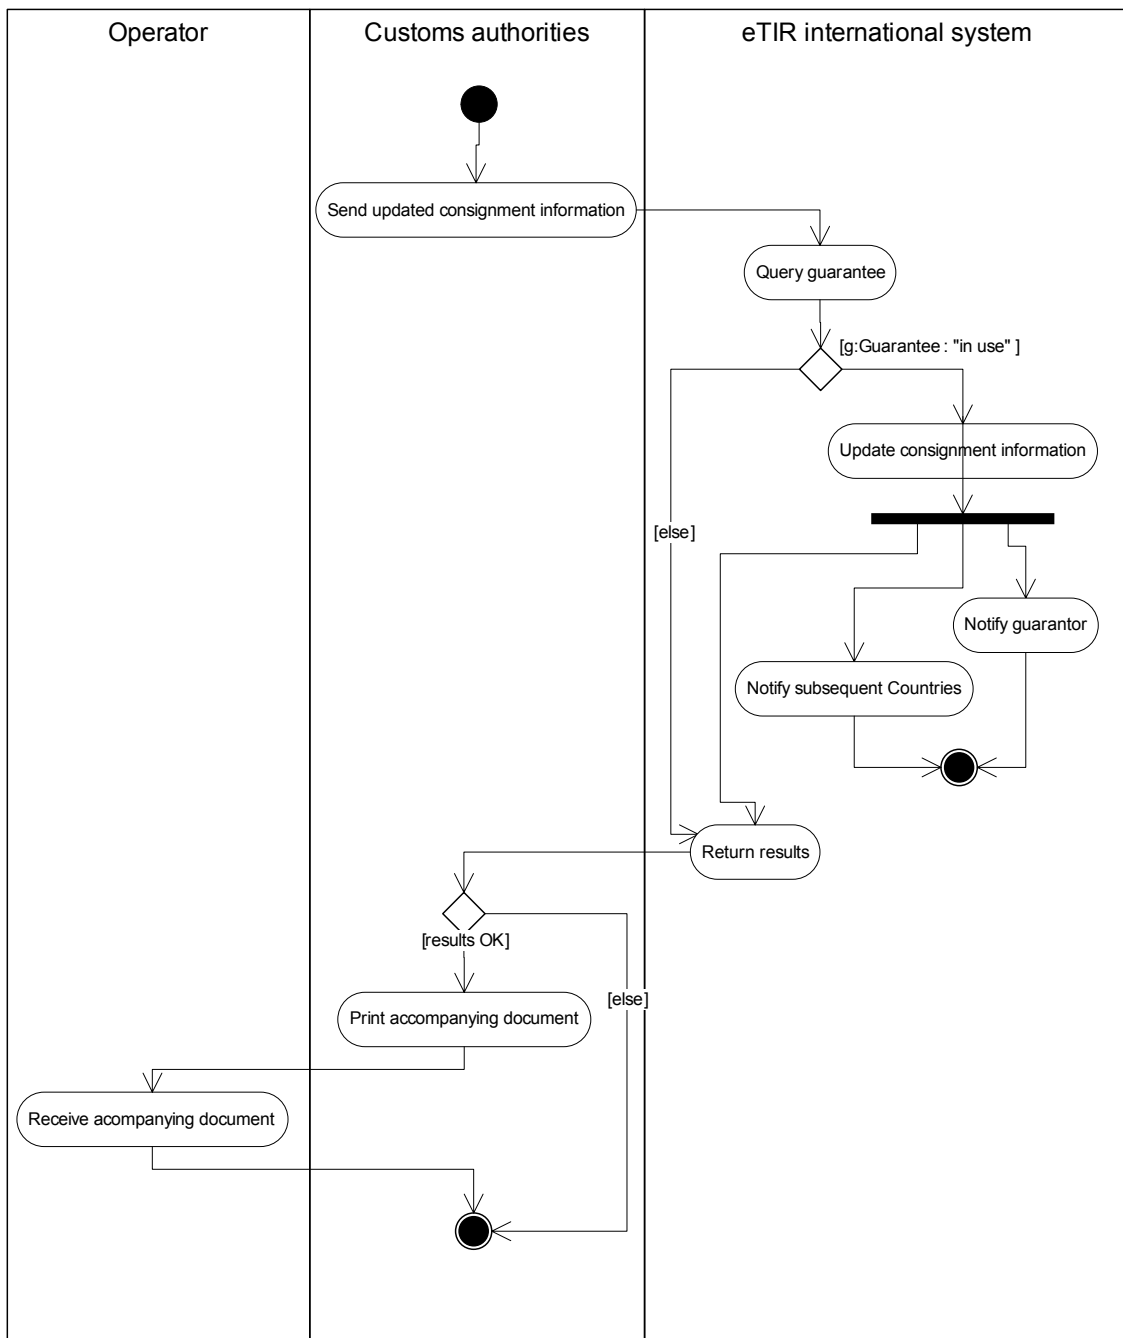 Operator
Customs authorities
eTIR international system
Send updated consignment information
Query guarantee
[g:Guarantee : "in use" ]
Update consignment information
[else]
Notify guarantor
Notify subsequent Countries
Return results
[results OK]
[else]
Print accompanying document
Receive acompanying document